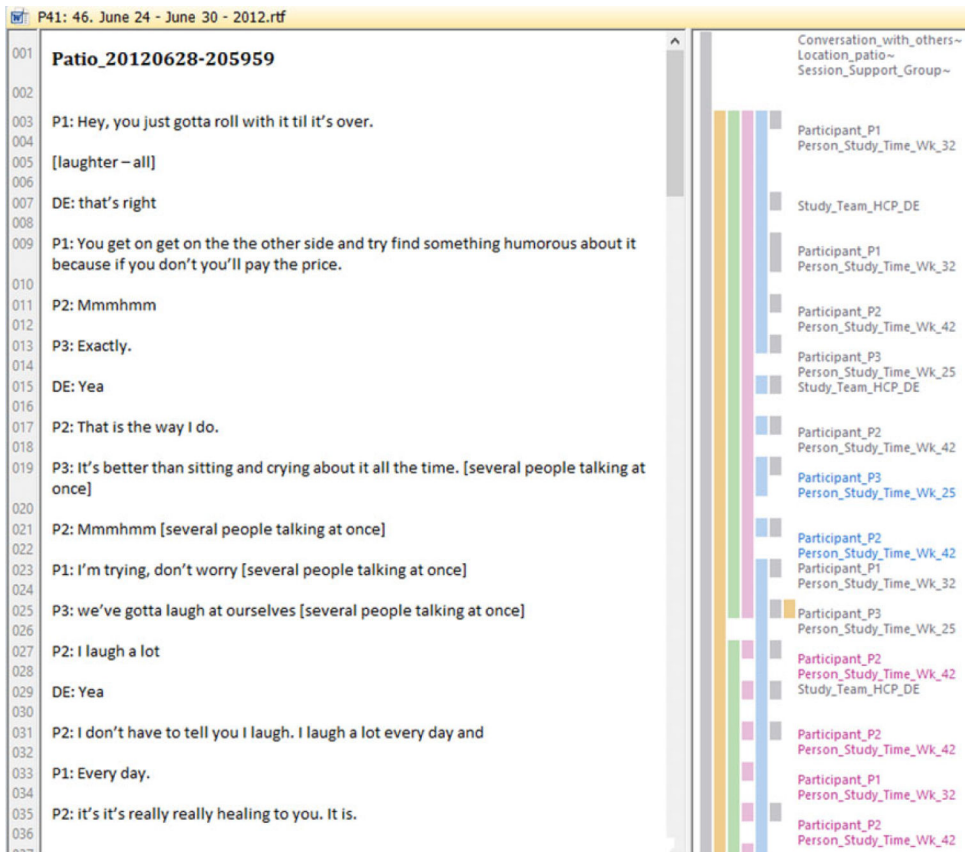 P41: 46. June 24 - June 30 - 2012.rtf
001
Patio_20120628-205959
002
003
P1: Hey, you just gotta roll with it til it's over.
004
005
[laughter – all]
006
007
DE: that's right
008
009
P1: You get on get on the the other side and try find something humorous about it
because if you don't you'll pay the price.
010
011
P2: Mmmhmm
012
013
P3: Exactly.
014
015
DE: Yea
016
017
P2: That is the way I do.
018
019
P3: It's better than sitting and crying about it all the time. [several people talking at
once]
020
021
P2: Mmmhmm [several people talking at once]
022
023
P1: I'm trying, don't worry [several people talking at once]
024
025
P3: we've gotta laugh at ourselves [several people talking at once]
026
027
P2: I laugh a lot
028
029
DE: Yea
030
031
P2: I don't have to tell you I laugh. I laugh a lot every day and
032
033
P1: Every day.
034
035
P2: it's it's really really healing to you. It is.
036
Conversation_with_others~
Location_patio~
Session_Support_Group~
Participant_P1
Person_Study_Time_Wk_32
Study_Team_HCP_DE
Participant_P1
Person_Study_Time_Wk_32
Participant_P2
Person_Study_Time_Wk_42
Participant_P3
Person_Study_Time_Wk_25
Study_Team_HCP_DE
Participant_P2
Person_Study_Time_Wk_42
Participant_P3
Person_Study_Time_Wk_25
Participant_P2
Person_Study_Time_Wk_42
Participant_P1
Person_Study_Time_Wk_32
Participant_P3
Person_Study_Time_Wk_25
Participant_P2
Person_Study_Time_Wk_42
Study_Team_HCP_DE
Participant_P2
Person_Study_Time_Wk_42
Participant_P1
Person_Study_Time_Wk_32
Participant_P2
Person_Study_Time_Wk_42